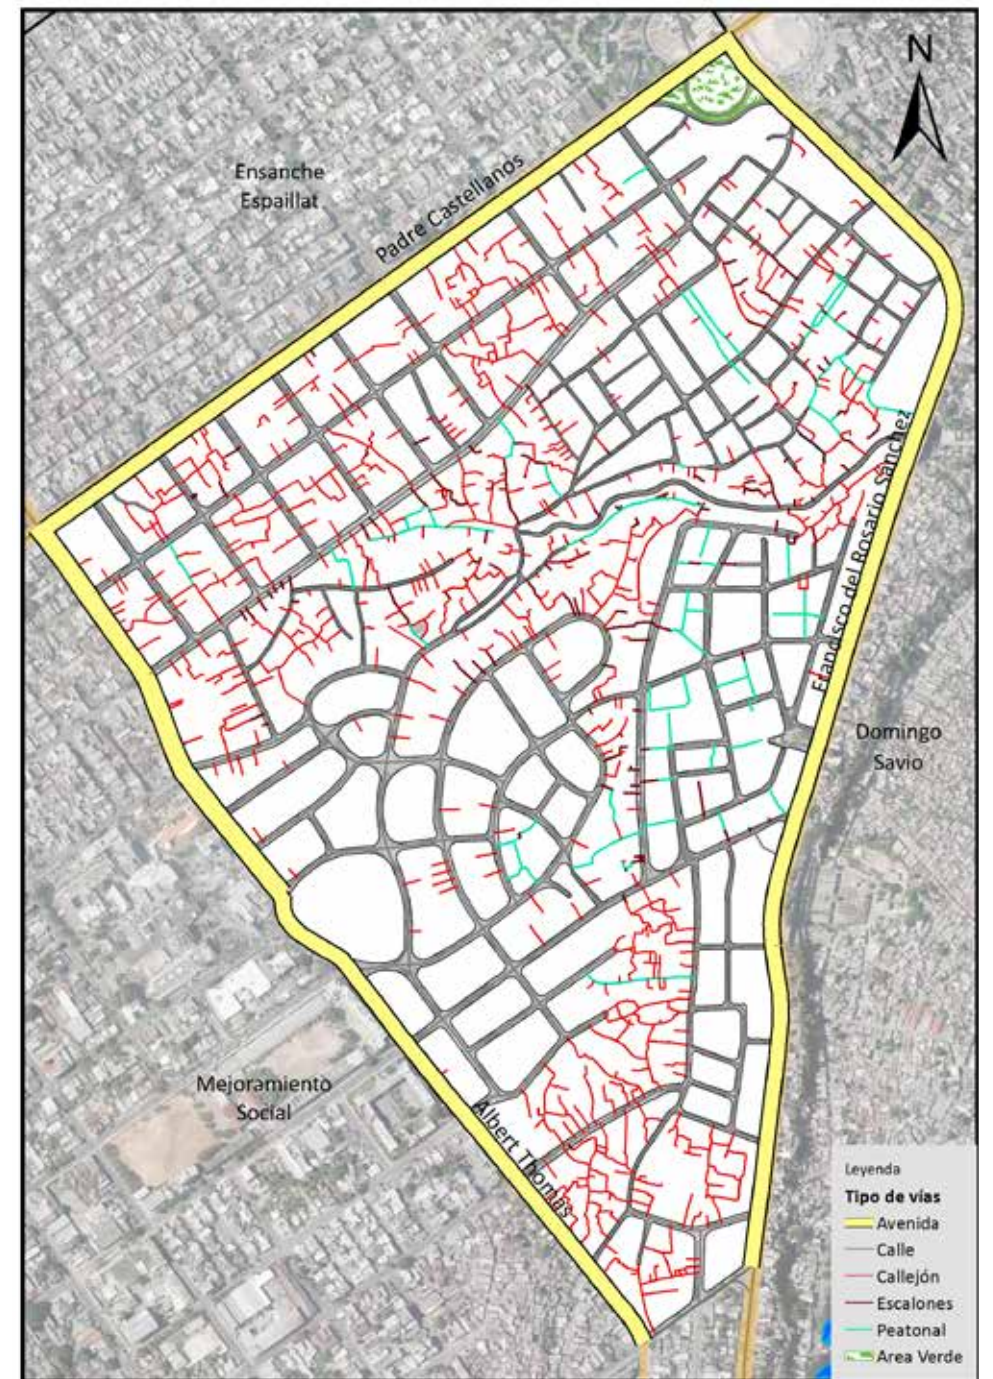 N
Ensanche
Espaillat
Padre Castellanos
Francisco del Rosario Sánchez
Domingo
Savio
Mejoramiento
Social
Albert Thomas
Leyenda
Tipo de vías
Avenida
Calle
Callejón
Escalones
Peatonal
Area Verde